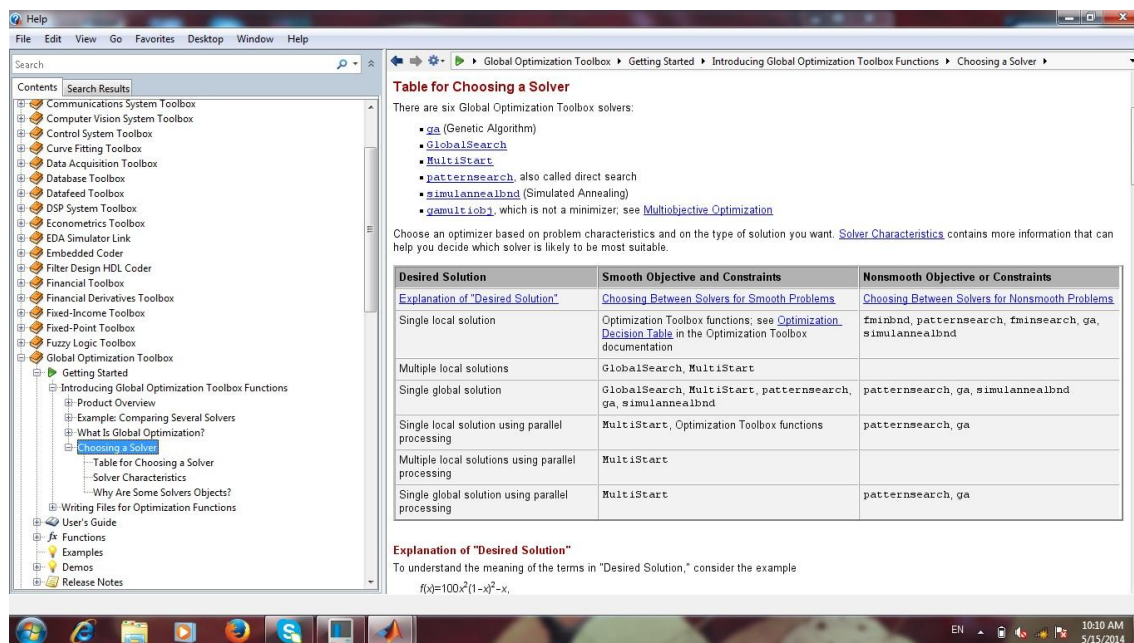 Help
File Edit View Go Favorites Desktop Window Help
Search
Contents Search Results
Communications System Toolbox
Computer Vision System Toolbox
Control System Toolbox
Curve Fitting Toolbox
Data Acquisition Toolbox
Database Toolbox
Datafeed Toolbox
DSP System Toolbox
Econometrics Toolbox
EDA Simulator Link
Embedded Coder
Filter Design HDL Coder
Financial Toolbox
Financial Derivatives Toolbox
Fixed-Income Toolbox
Fixed-Point Toolbox
Fuzzy Logic Toolbox
Global Optimization Toolbox
Getting Started
Introducing Global Optimization Toolbox Functions
Product Overview
Example: Comparing Several Solvers
What Is Global Optimization?
Choosing a Solver
Table for Choosing a Solver
Solver Characteristics
Why Are Some Solvers Objects?
Writing Files for Optimization Functions
User's Guide
fx Functions
Examples
Demos
Release Notes
Global Optimization Toolbox Getting Started Introducing Global Optimization Toolbox Functions Choosing a Solver
Table for Choosing a Solver
There are six Global Optimization Toolbox solvers:
ga (Genetic Algorithm)
GlobalSearch
MultiStart
patternsearch, also called direct search
simulannealbnd (Simulated Annealing)
gamultiobj, which is not a minimizer; see Multiobjective Optimization
Choose an optimizer based on problem characteristics and on the type of solution you want. Solver Characteristics contains more information that can
help you decide which solver is likely to be most suitable.
Desired Solution Smooth Objective and Constraints Nonsmooth Objective or Constraints
Explanation of "Desired Solution" Choosing Between Solvers for Smooth Problems Choosing Between Solvers for Nonsmooth Problems
Single local solution Optimization Toolbox functions; see Optimization fminbnd, patternsearch, fminsearch, ga,
Decision Table in the Optimization Toolbox simulannealbnd
documentation
Multiple local solutions GlobalSearch, MultiStart
Single global solution GlobalSearch, MultiStart, patternsearch, patternsearch, ga, simulannealbnd
ga, simulannealbnd
Single local solution using parallel MultiStart, Optimization Toolbox functions patternsearch, ga
processing
Multiple local solutions using parallel MultiStart
processing
Single global solution using parallel MultiStart patternsearch, ga
processing
Explanation of "Desired Solution"
To understand the meaning of the terms in "Desired Solution," consider the example
f(x)=100x²(1−x)²−x,
EN 10:10 AM
5/15/2014